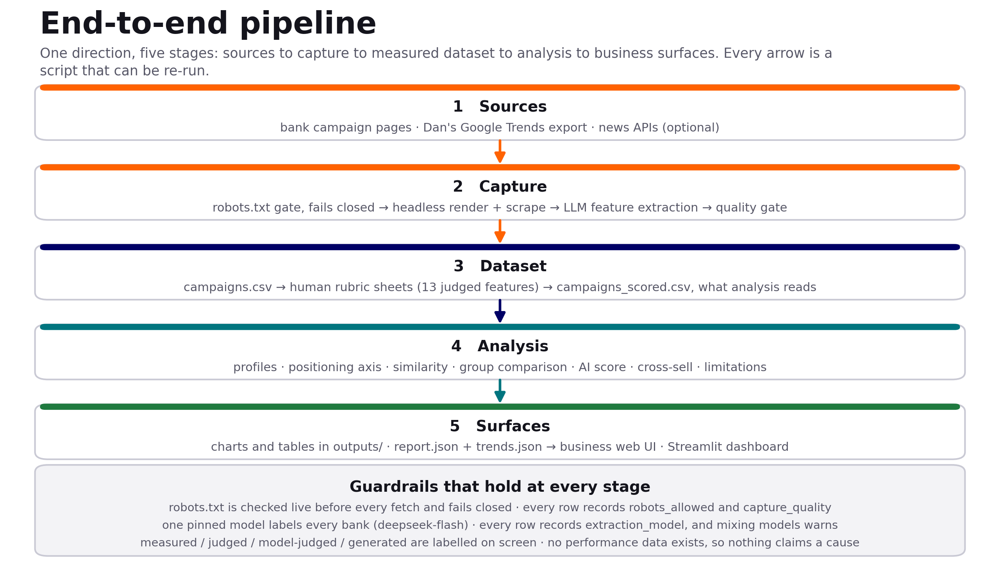 End-to-end pipeline
One direction, five stages: sources to capture to measured dataset to analysis to business surfaces. Every arrow is a
script that can be re-run.
1 Sources
bank campaign pages · Dan's Google Trends export · news APIs (optional)
2 Capture
robots.txt gate, fails closed → headless render + scrape → LLM feature extraction → quality gate
3 Dataset
campaigns.csv → human rubric sheets (13 judged features) → campaigns_scored.csv, what analysis reads
4 Analysis
profiles · positioning axis · similarity · group comparison · AI score · cross-sell · limitations
5 Surfaces
charts and tables in outputs/ · report.json + trends.json → business web UI · Streamlit dashboard
Guardrails that hold at every stage
robots.txt is checked live before every fetch and fails closed · every row records robots_allowed and capture_quality
one pinned model labels every bank (deepseek-flash) · every row records extraction_model, and mixing models warns
measured / judged / model-judged / generated are labelled on screen · no performance data exists, so nothing claims a cause